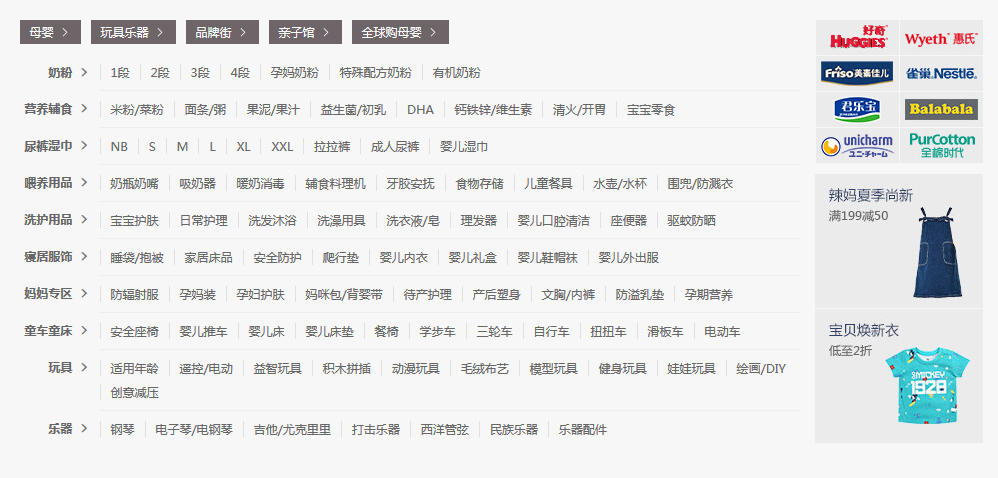 母婴 > 玩具乐器 > 品牌街 > 亲子馆 > 全球购母婴 >
奶粉 > 1段 2段 3段 4段 孕妈奶粉 特殊配方奶粉 有机奶粉
营养辅食 > 米粉/菜粉 面条/粥 果泥/果汁 益生菌/初乳 DHA 钙铁锌/维生素 清火/开胃 宝宝零食
尿裤湿巾 > NB S M L XL XXL 拉拉裤 成人尿裤 婴儿湿巾
喂养用品 > 奶瓶奶嘴 吸奶器 暖奶消毒 辅食料理机 牙胶安抚 食物存储 儿童餐具 水壶/水杯 围兜/防溅衣
洗护用品 > 宝宝护肤 日常护理 洗发沐浴 洗澡用具 洗衣液/皂 理发器 婴儿口腔清洁 座便器 驱蚊防晒
寝居服饰 > 睡袋/抱被 家居床品 安全防护 爬行垫 婴儿内衣 婴儿礼盒 婴儿鞋帽袜 婴儿外出服
妈妈专区 > 防辐射服 孕妈装 孕妇护肤 妈咪包/背婴带 待产护理 产后塑身 文胸/内裤 防溢乳垫 孕期营养
童车童床 > 安全座椅 婴儿推车 婴儿床 婴儿床垫 餐椅 学步车 三轮车 自行车 扭扭车 滑板车 电动车
玩具 > 适用年龄 遥控/电动 益智玩具 积木拼插 动漫玩具 毛绒布艺 模型玩具 健身玩具 娃娃玩具 绘画/DIY
创意减压
乐器 > 钢琴 电子琴/电钢琴 吉他/尤克里里 打击乐器 西洋管弦 民族乐器 乐器配件
好奇
HUGGIES Wyeth 惠氏
Friso 美素佳儿 雀巢 Nestlé
君乐宝 Balabala
unicharm
ユニ・チャーム
PurCotton
全棉时代
辣妈夏季尚新
满199减50
宝贝焕新衣
低至2折
MICKEY
1928